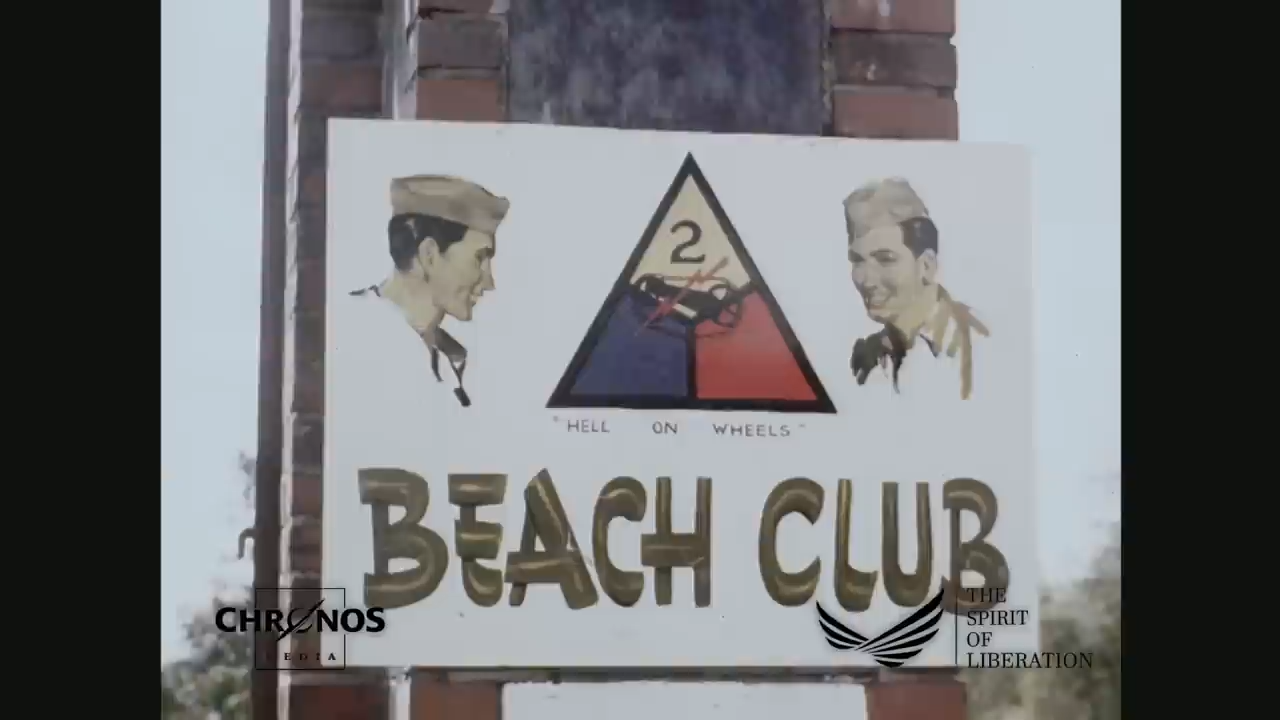 2
"HELL ON WHEELS"
BEACH CLUB
CHRONOS
MEDIA
THE
SPIRIT
OF
LIBERATION